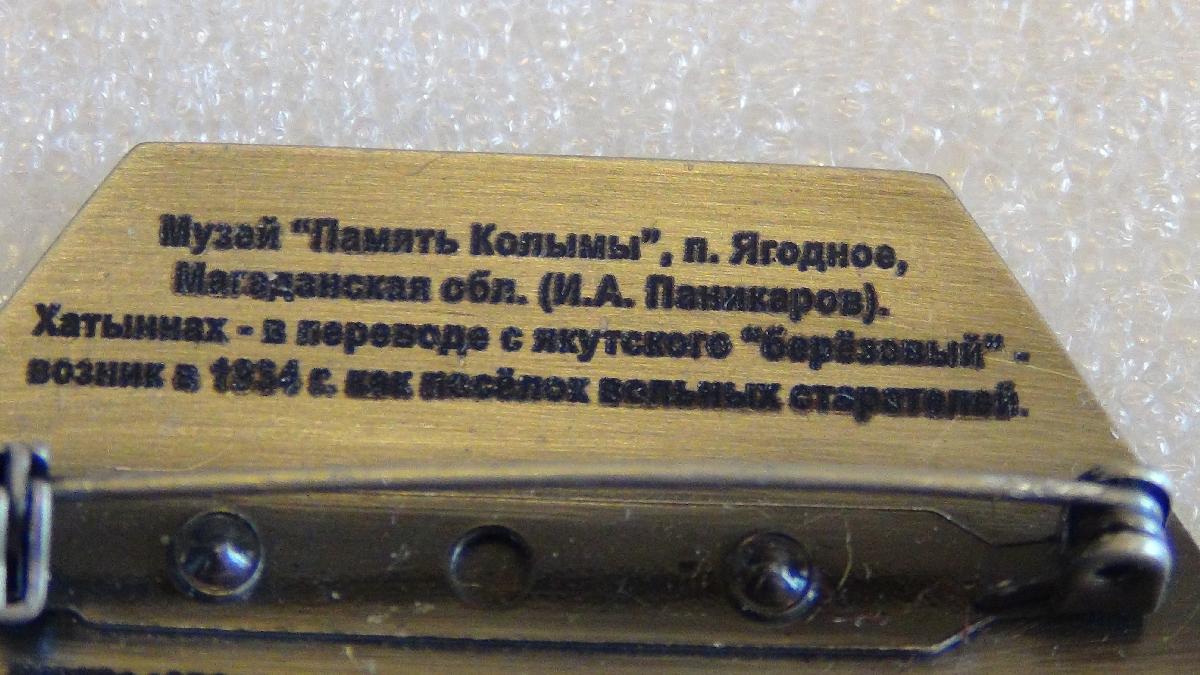 Музей “Память Колымы”, п. Ягодное,
Магаданская обл. (И.А. Паникаров).
Хатыннах - в переводе с якутского “берёзовый” -
возник в 1934 г. как посёлок вольных старателей.